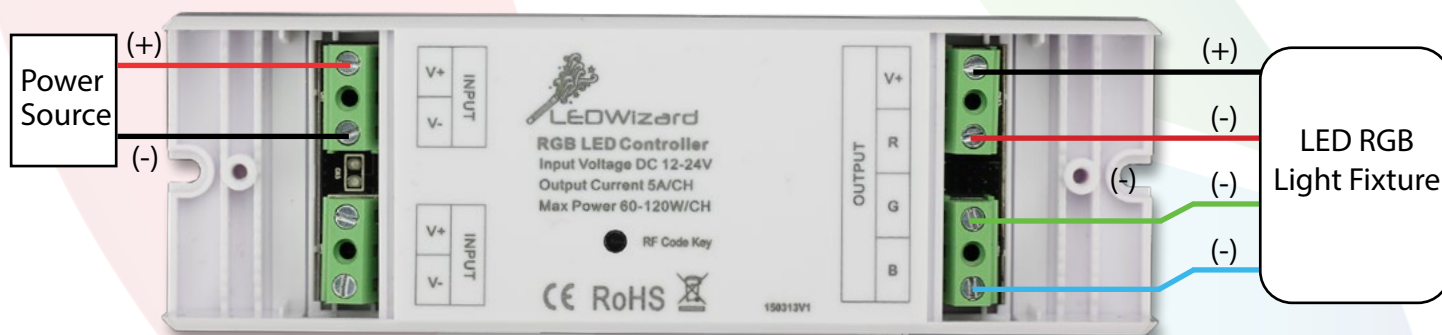 Power
Source
(+)
(-)
V+
V-
INPUT
V+
V-
INPUT
LEDWizard
RGB LED Controller
Input Voltage DC 12-24V
Output Current 5A/CH
Max Power 60-120W/CH
RF Code Key
CE RoHS
150313V1
OUTPUT
V+
R
G
B
(+)
(-)
(-)
(-)
(-)
LED RGB
Light Fixture